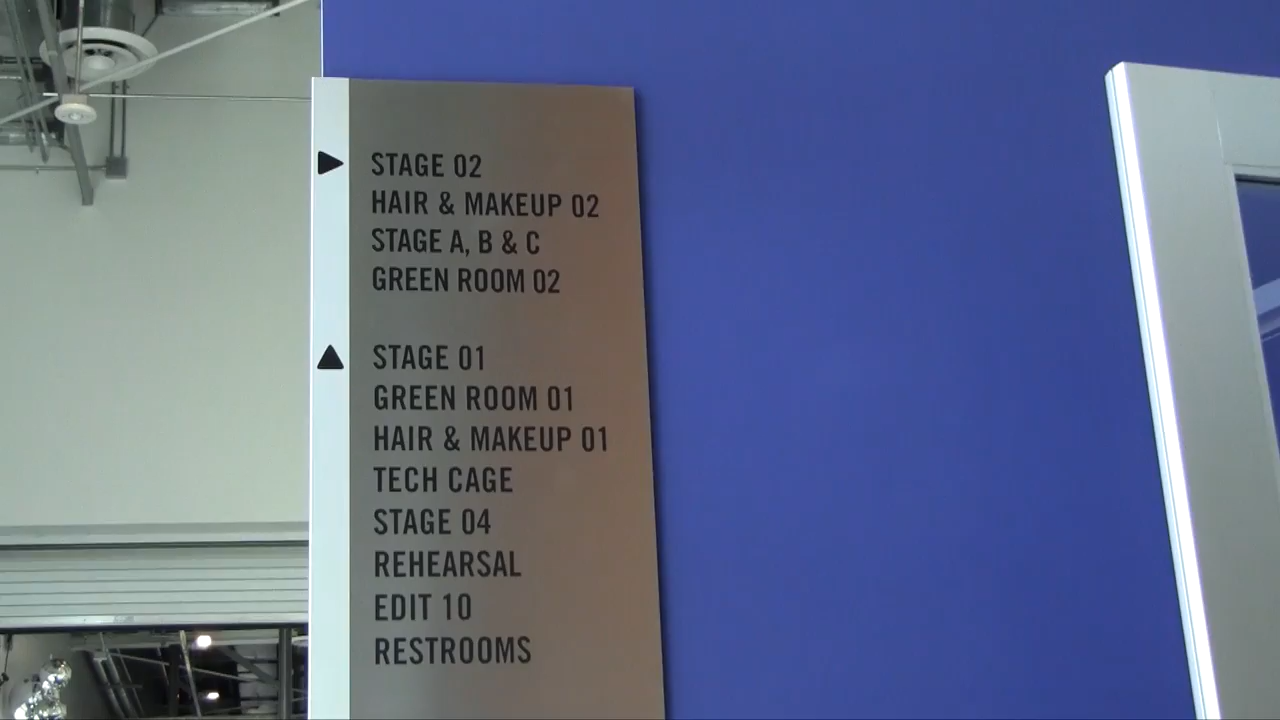 STAGE 02
HAIR & MAKEUP 02
STAGE A, B & C
GREEN ROOM 02
STAGE 01
GREEN ROOM 01
HAIR & MAKEUP 01
TECH CAGE
STAGE 04
REHEARSAL
EDIT 10
RESTROOMS